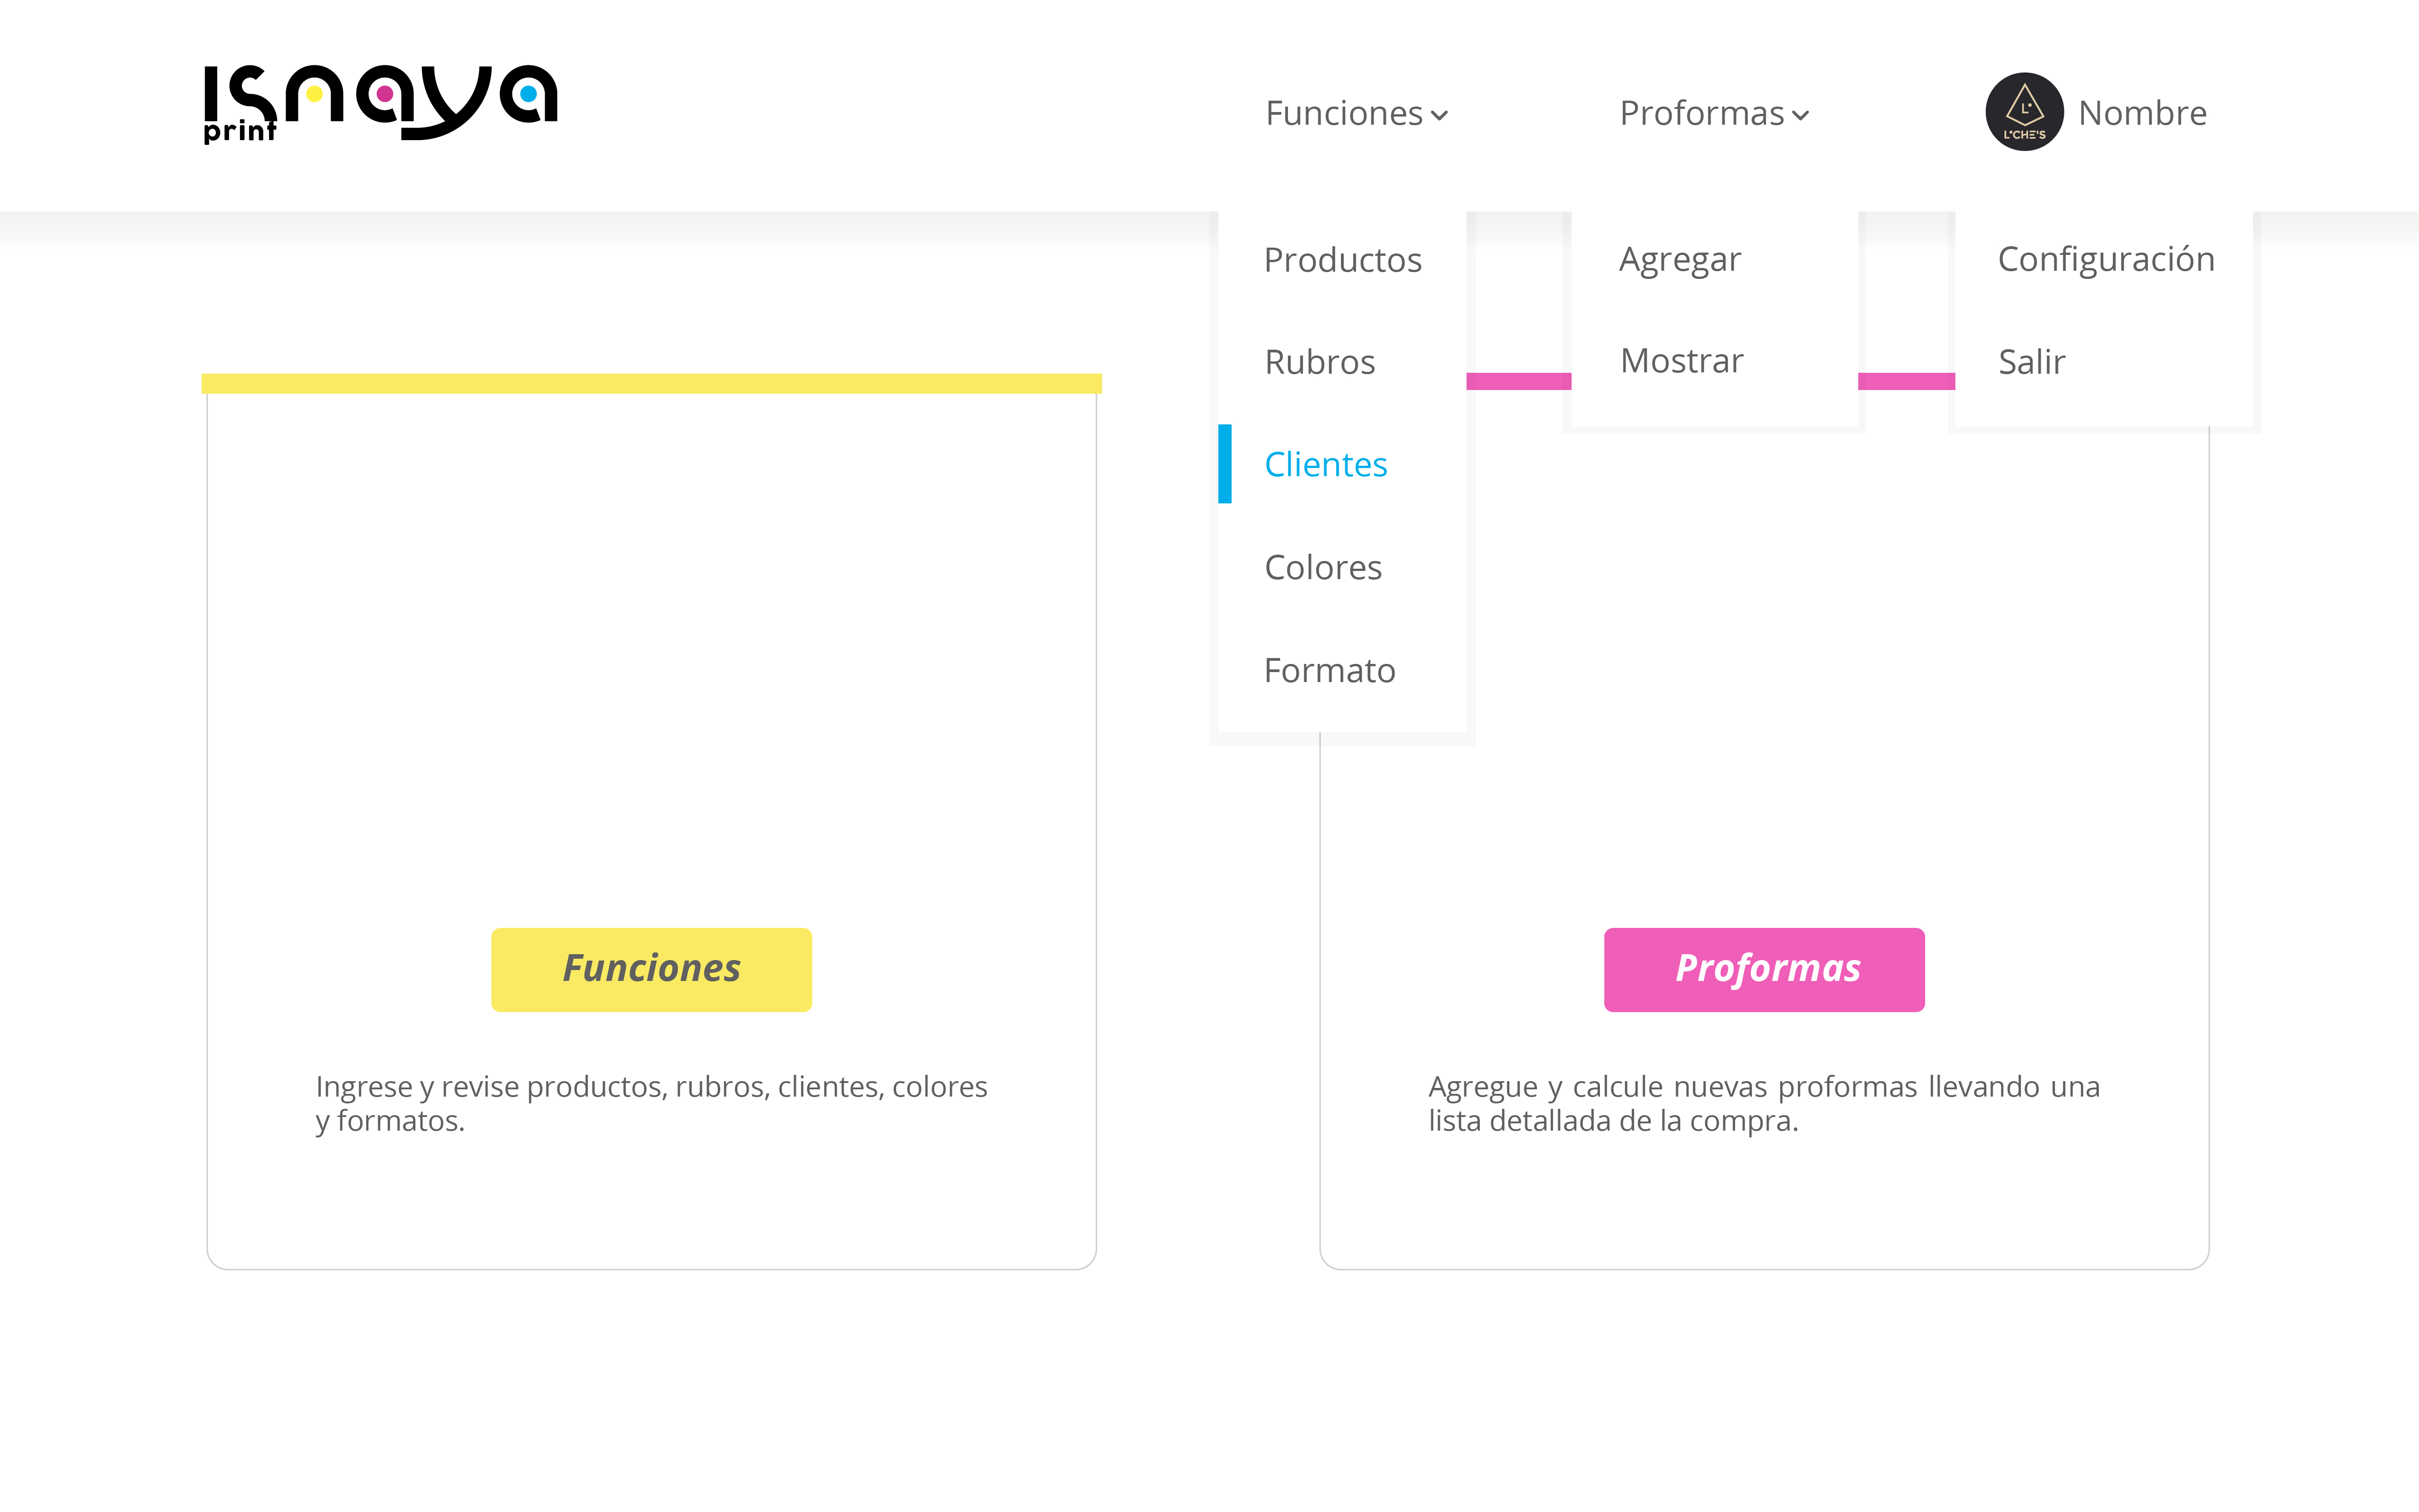 ısnaya
print
Funciones
Proformas
L*CHE'S
Nombre
Productos
Rubros
Clientes
Colores
Formato
Agregar
Mostrar
Configuración
Salir
Funciones
Ingrese y revise productos, rubros, clientes, colores
y formatos.
Proformas
Agregue y calcule nuevas proformas llevando una
lista detallada de la compra.